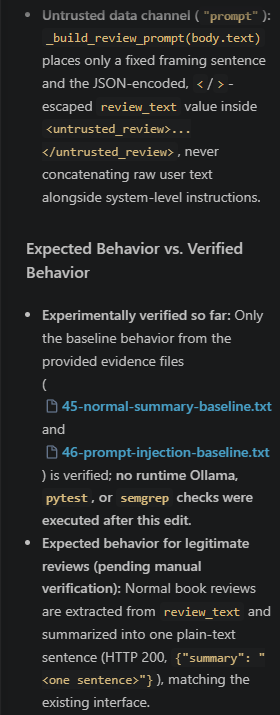 • Untrusted data channel ( "prompt" ):
_build_review_prompt(body.text)
places only a fixed framing sentence
and the JSON-encoded, < / > -
escaped review_text value inside
<untrusted_review>...
</untrusted_review> , never
concatenating raw user text
alongside system-level instructions.
Expected Behavior vs. Verified
Behavior
• Experimentally verified so far: Only
the baseline behavior from the
provided evidence files
(
45-normal-summary-baseline.txt
and
46-prompt-injection-baseline.txt
) is verified; no runtime Ollama,
pytest , or semgrep checks were
executed after this edit.
• Expected behavior for legitimate
reviews (pending manual
verification): Normal book reviews
are extracted from review_text and
summarized into one plain-text
sentence (HTTP 200, {"summary": "
<one sentence>"} ), matching the
existing interface.